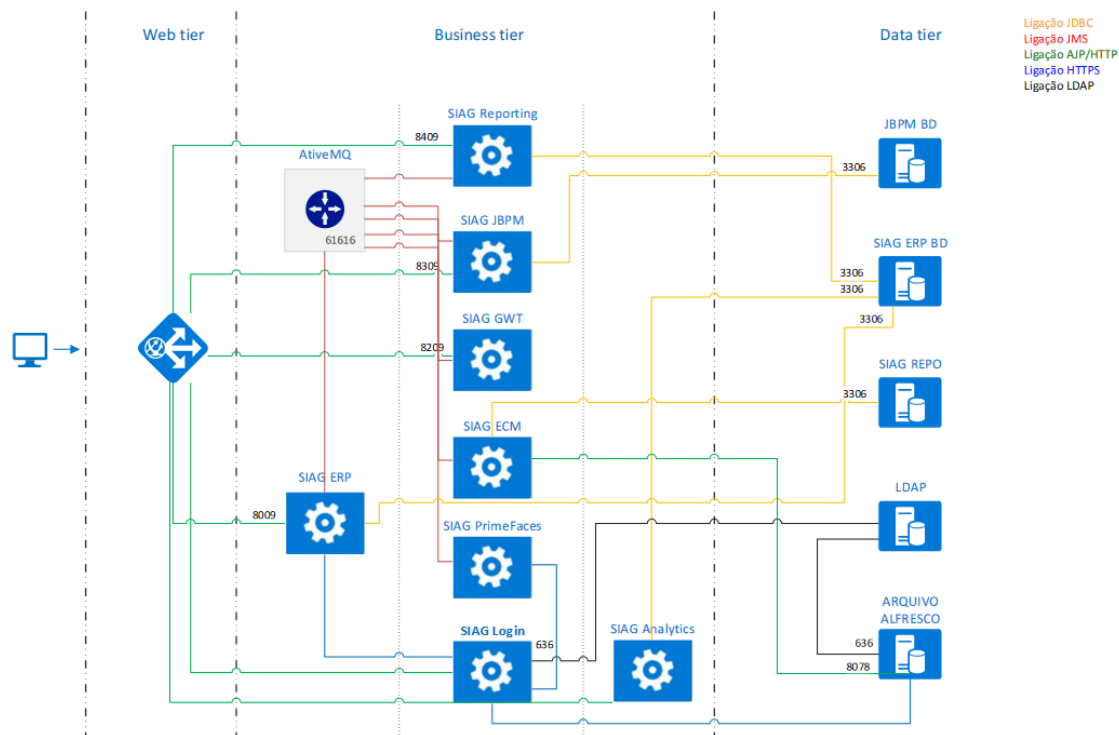 Web tier
Business tier
Data tier
Ligação JDBC
Ligação JMS
Ligação AJP/HTTP
Ligação HTTPS
Ligação LDAP
SIAG Reporting
8409
AtiveMQ
61616
JBPM BD
3306
SIAG JBPM
8309
SIAG ERP BD
3306
3306
3306
SIAG GWT
8209
SIAG REPO
3306
SIAG ECM
SIAG ERP
8009
LDAP
SIAG PrimeFaces
SIAG Login
636
SIAG Analytics
ARQUIVO
ALFRESCO
636
8078